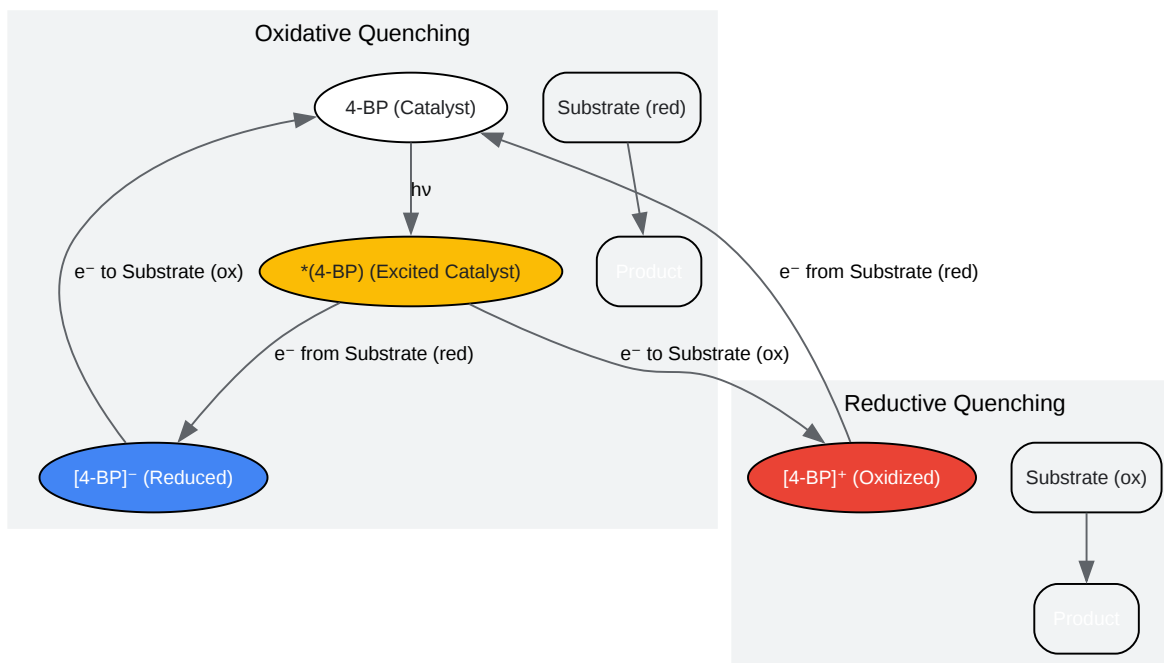 Oxidative Quenching
4-BP (Catalyst)
Substrate (red)
hν
e⁻ to Substrate (ox)
*(4-BP) (Excited Catalyst)
Product
e⁻ from Substrate (red)
e⁻ from Substrate (red)
e⁻ to Substrate (ox)
Reductive Quenching
[4-BP]⁻ (Reduced)
[4-BP]⁺ (Oxidized)
Substrate (ox)
Product